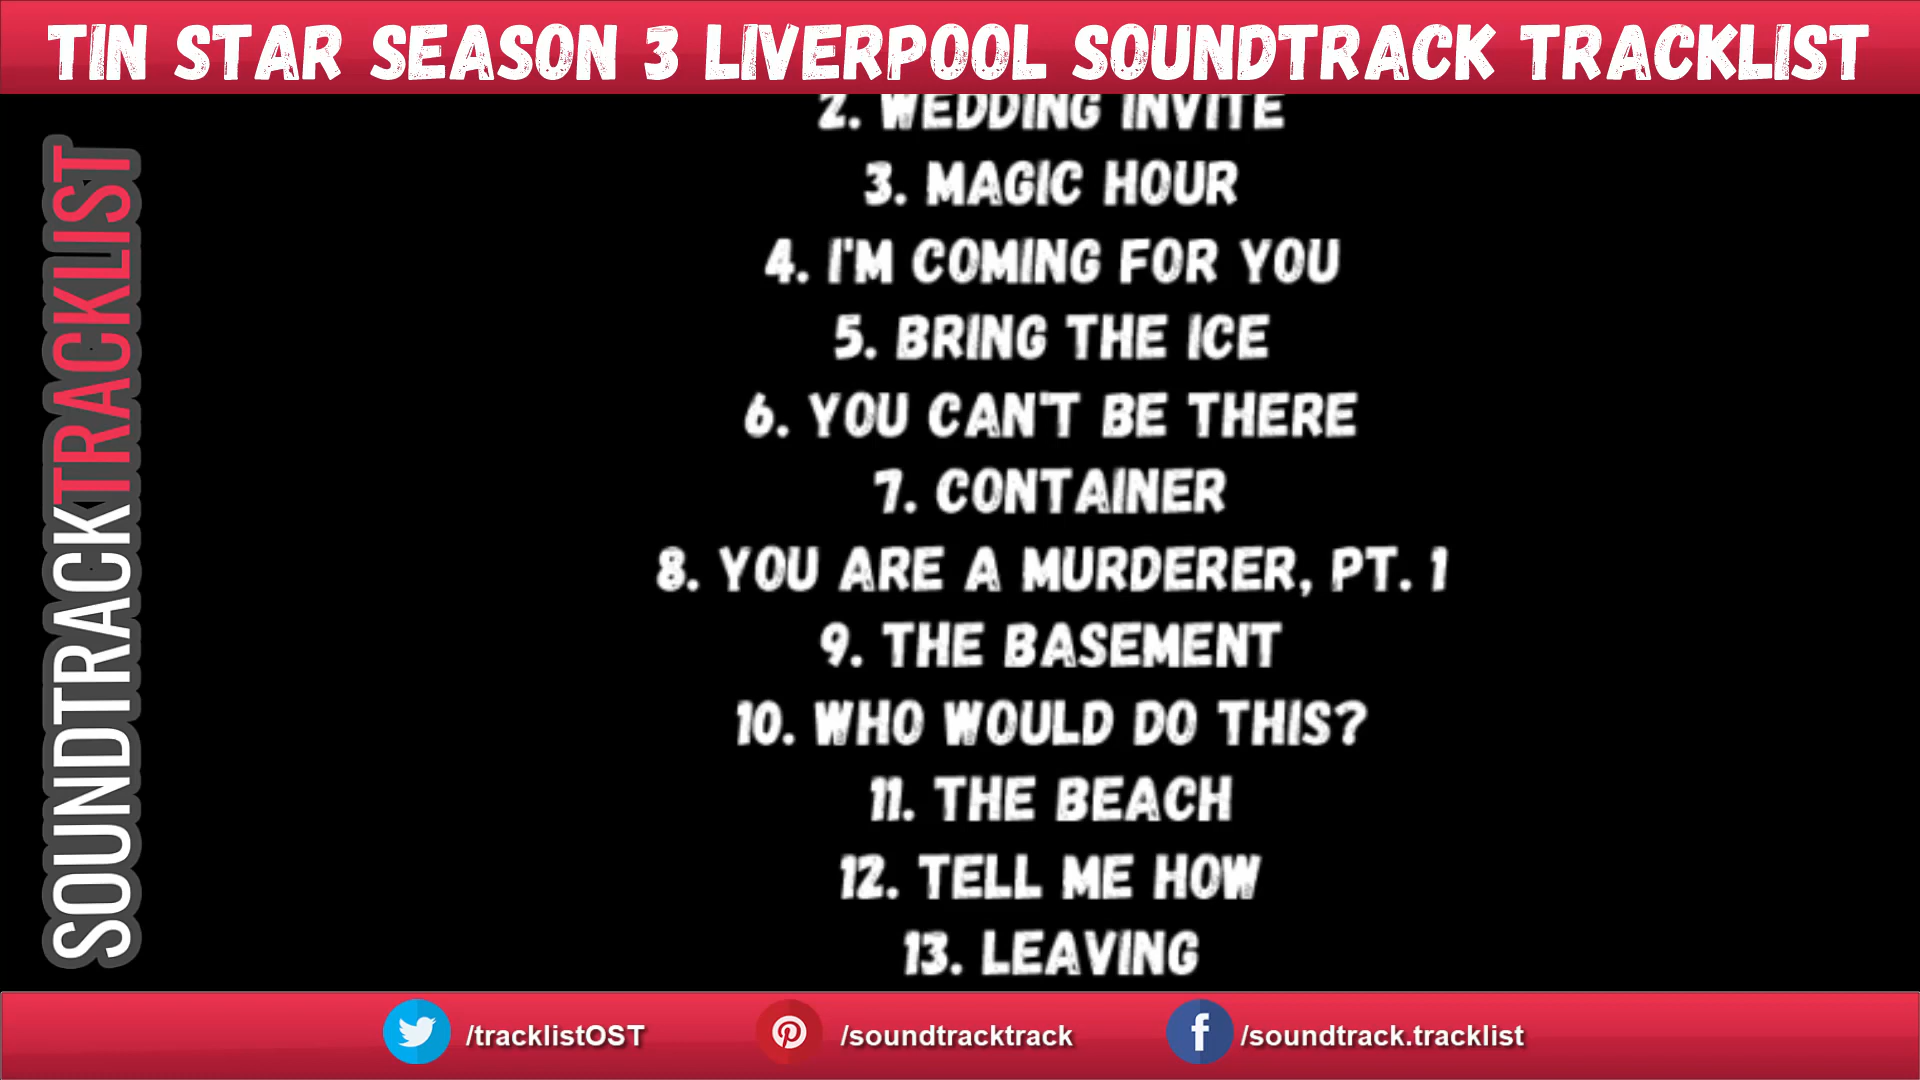 TIN STAR SEASON 3 LIVERPOOL SOUNDTRACK TRACKLIST
2. WEDDING INVITE
3. MAGIC HOUR
4. I'M COMING FOR YOU
5. BRING THE ICE
6. YOU CAN'T BE THERE
7. CONTAINER
8. YOU ARE A MURDERER, PT. 1
9. THE BASEMENT
10. WHO WOULD DO THIS?
11. THE BEACH
12. TELL ME HOW
13. LEAVING
SOUNDTRACKTRACKLIST
/tracklistOST
/soundtracktrack
/soundtrack.tracklist